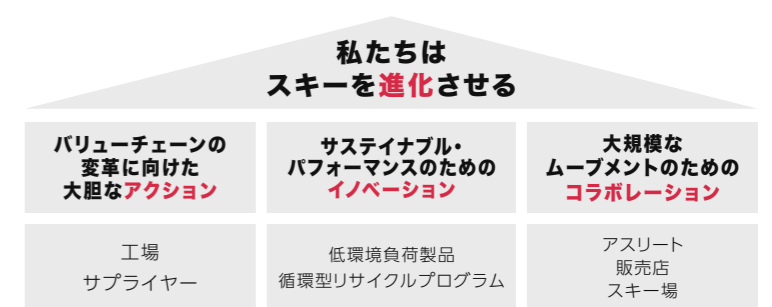 私たちは
スキーを進化させる
バリューチェーンの
変革に向けた
大胆なアクション
サステイナブル・
パフォーマンスのための
イノベーション
大規模な
ムーブメントのための
コラボレーション
工場
サプライヤー
低環境負荷製品
循環型リサイクルプログラム
アスリート
販売店
スキー場